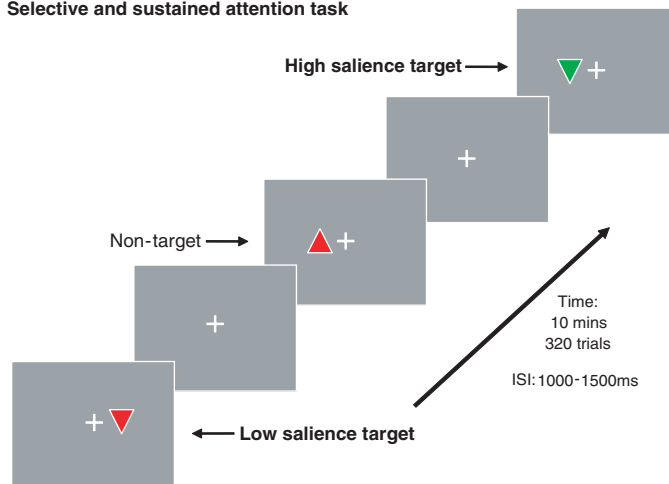 Selective and sustained attention task
High salience target
Non-target
Time:
10 mins
320 trials
ISI: 1000-1500ms
Low salience target